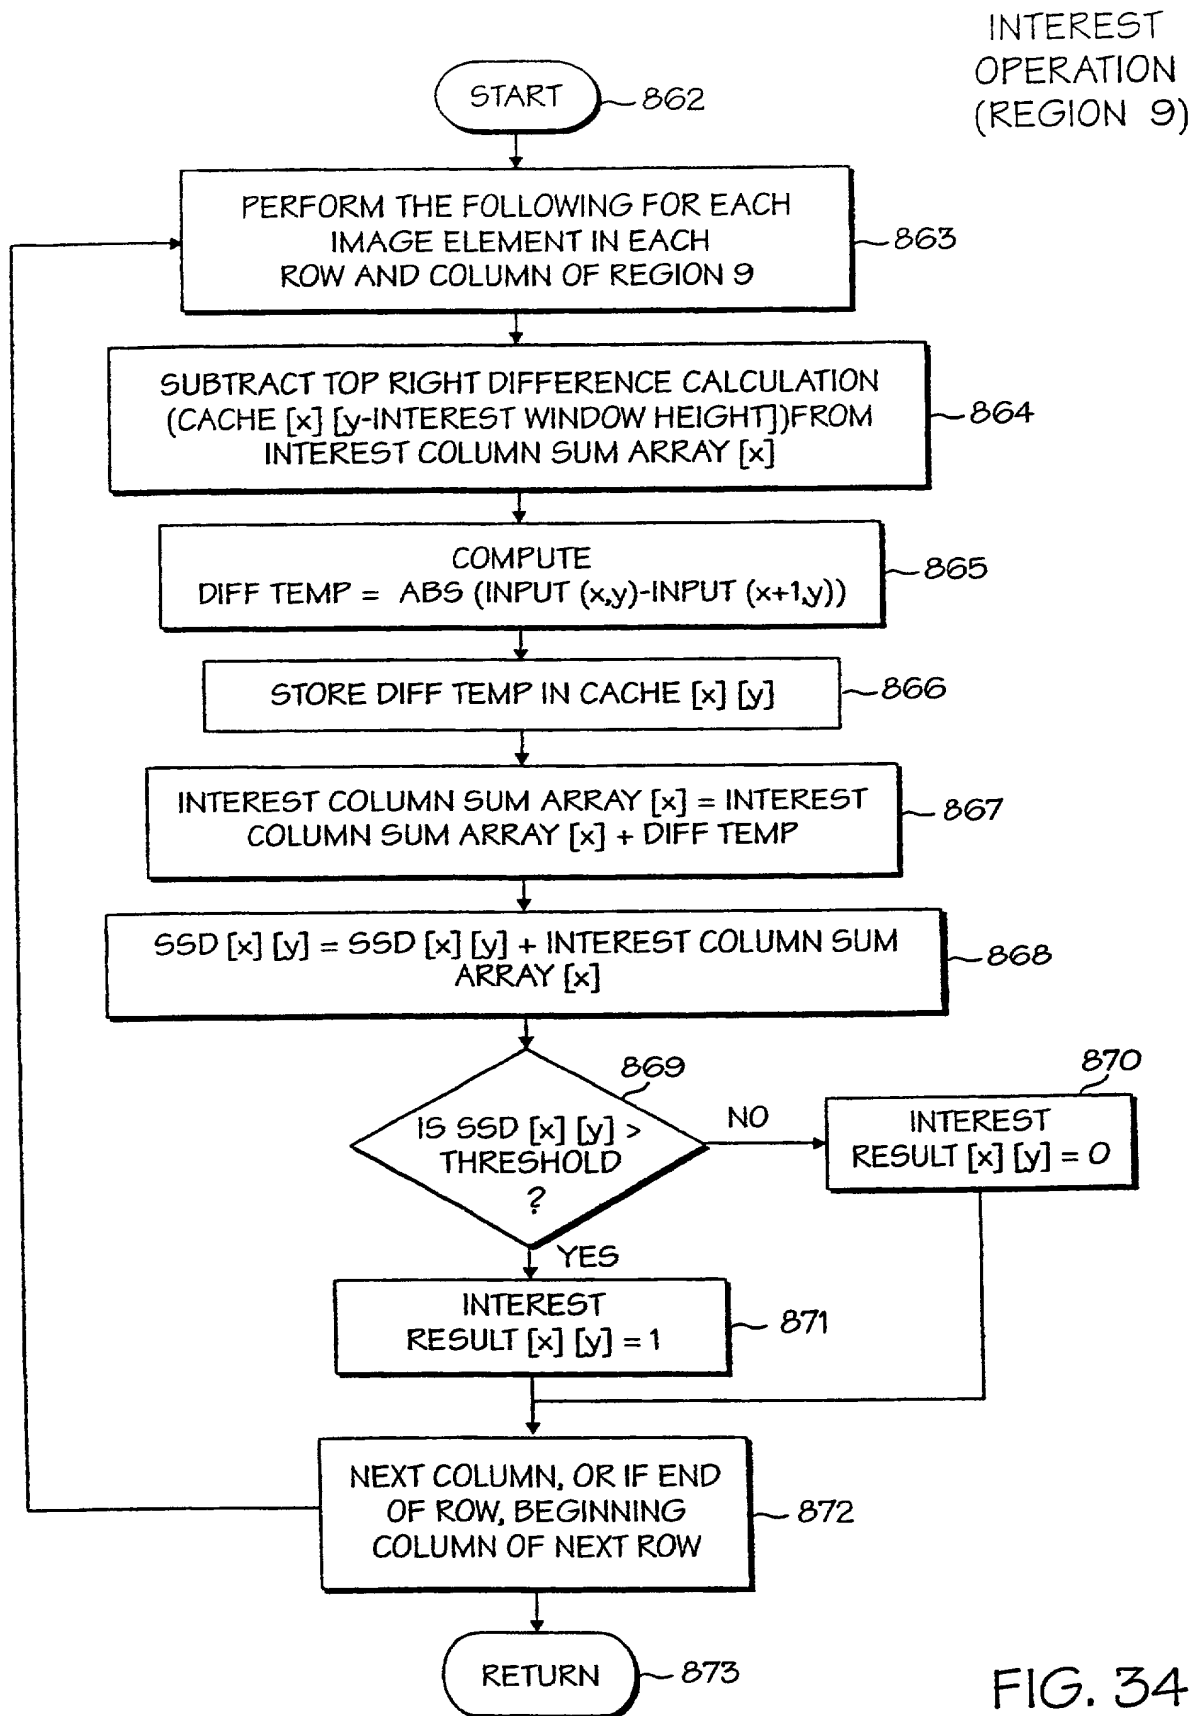 INTEREST
OPERATION
(REGION 9)
START
862
PERFORM THE FOLLOWING FOR EACH
IMAGE ELEMENT IN EACH
ROW AND COLUMN OF REGION 9
863
SUBTRACT TOP RIGHT DIFFERENCE CALCULATION
(CACHE [x] [y-INTEREST WINDOW HEIGHT])FROM
INTEREST COLUMN SUM ARRAY [x]
864
COMPUTE
DIFF TEMP = ABS (INPUT (x,y)-INPUT (x+1,y))
865
STORE DIFF TEMP IN CACHE [x] [y]
866
INTEREST COLUMN SUM ARRAY [x] = INTEREST
COLUMN SUM ARRAY [x] + DIFF TEMP
867
SSD [x] [y] = SSD [x] [y] + INTEREST COLUMN SUM
ARRAY [x]
868
869
IS SSD [x] [y] >
THRESHOLD
?
NO
870
INTEREST
RESULT [x] [y] = 0
YES
INTEREST
RESULT [x] [y] = 1
871
NEXT COLUMN, OR IF END
OF ROW, BEGINNING
COLUMN OF NEXT ROW
872
RETURN
873
FIG. 34